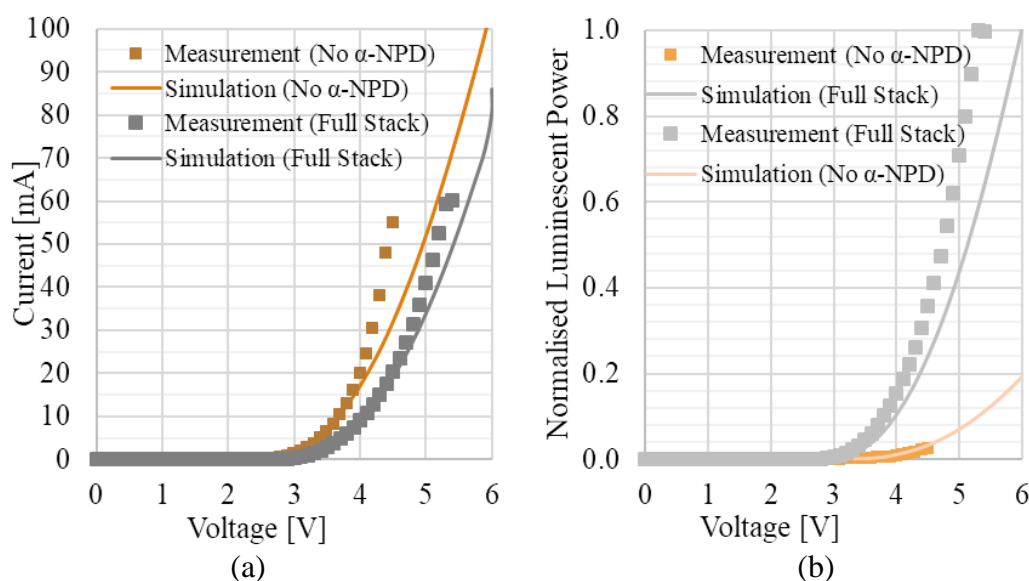 100
90
80
70
60
50
40
30
20
10
0
Current [mA]
Measurement (No α-NPD)
Simulation (No α-NPD)
Measurement (Full Stack)
Simulation (Full Stack)
0 1 2 3 4 5 6
Voltage [V]
(a)
1.0
0.8
0.6
0.4
0.2
0.0
Normalised Luminescent Power
Measurement (No α-NPD)
Simulation (Full Stack)
Measurement (Full Stack)
Simulation (No α-NPD)
0 1 2 3 4 5 6
Voltage [V]
(b)